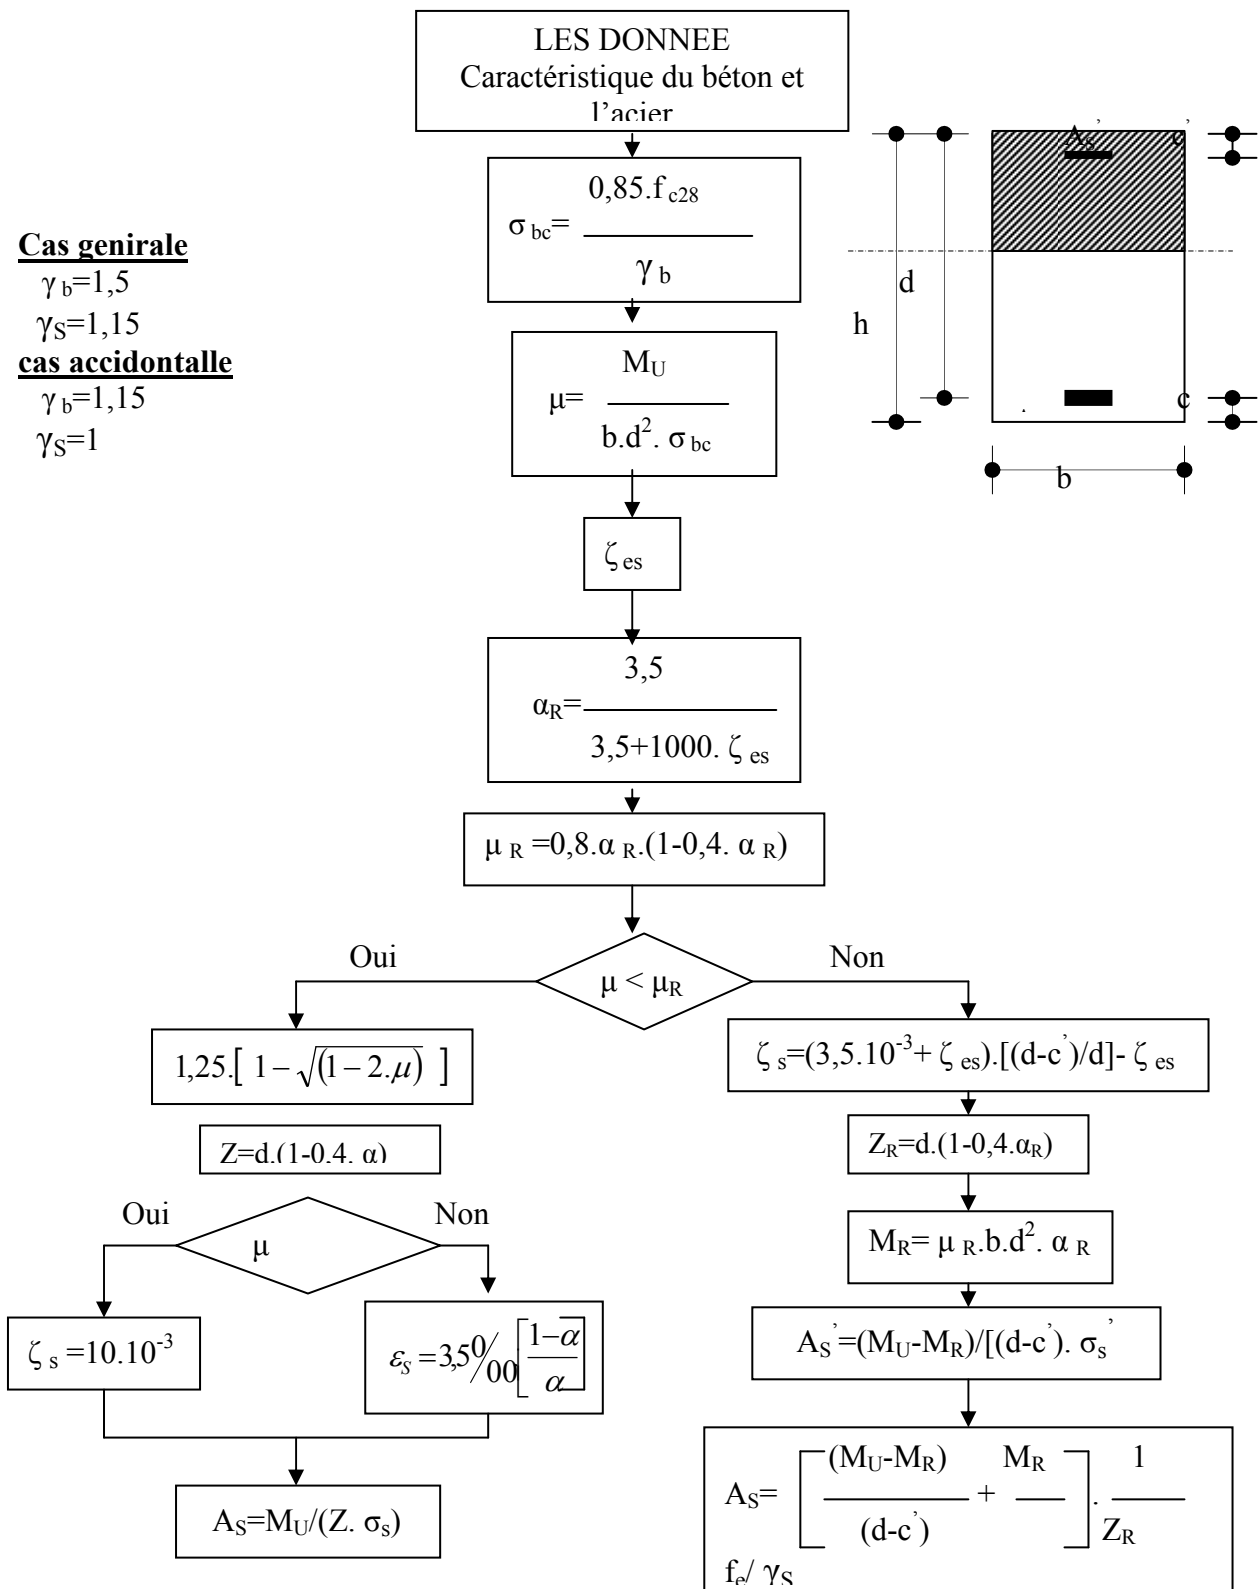 LES DONNEE
Caractéristique du béton et
l'acier
σ bc= 0,85.f c28 / γ b
Cas genirale
γ b=1,5
γS=1,15
cas accidontalle
γ b=1,15
γS=1
As'
c'
d
h
c
b
μ= MU / b.d². σ bc
ζ es
αR= 3,5 / 3,5+1000. ζ es
μ R =0,8.α R.(1-0,4. α R)
Oui
μ < μR
Non
1,25.[ 1−√(1−2.μ) ]
Z=d.(1-0,4. α)
Oui
μ
Non
ζ s =10.10⁻³
εS =3,5 0/00 [1−α / α]
AS=MU/(Z. σs)
ζ s=(3,5.10⁻³+ ζ es).[(d-c')/d]- ζ es
ZR=d.(1-0,4.αR)
MR= μ R.b.d². α R
AS'=(MU-MR)/[(d-c'). σs'
AS= [ (MU-MR) / (d-c') + MR ] . 1 / ZR
fe/ γS